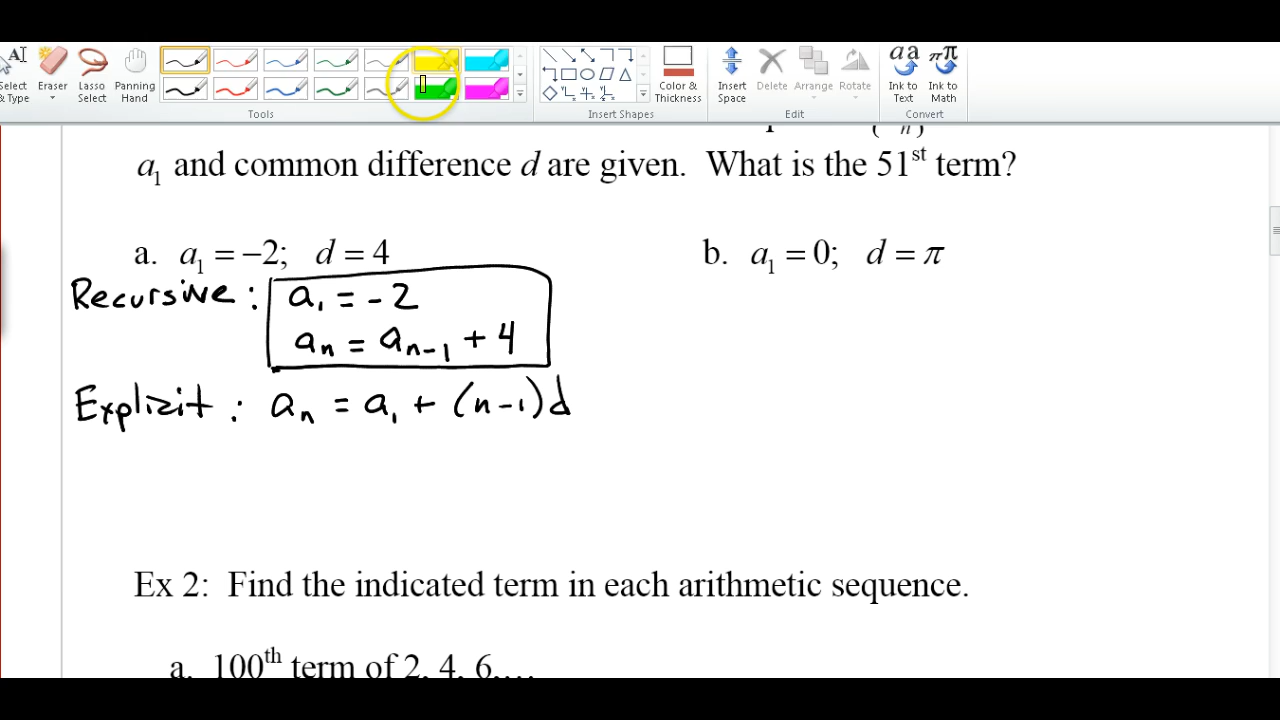 Select & Type
Eraser
Lasso Select
Panning Hand
Color & Thickness
Insert Space
Delete
Arrange
Rotate
Ink to Text
Ink to Math
Tools
Insert Shapes
Edit
Convert
a₁ and common difference d are given. What is the 51ˢᵗ term?
a. a₁ = −2; d = 4
b. a₁ = 0; d = π
Recursive: a₁ = -2
aₙ = aₙ₋₁ + 4
Explicit: aₙ = a₁ + (n-1)d
Ex 2: Find the indicated term in each arithmetic sequence.
a. 100ᵗʰ term of 2, 4, 6,…